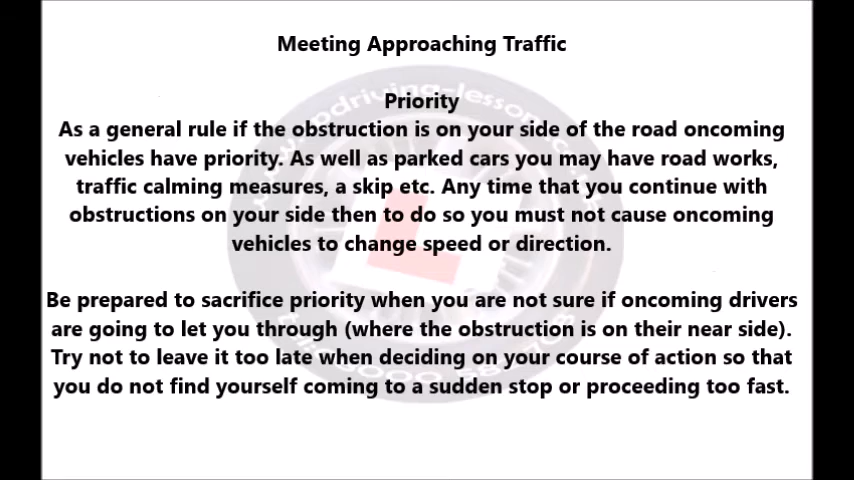 Meeting Approaching Traffic
Priority
As a general rule if the obstruction is on your side of the road oncoming
vehicles have priority. As well as parked cars you may have road works,
traffic calming measures, a skip etc. Any time that you continue with
obstructions on your side then to do so you must not cause oncoming
vehicles to change speed or direction.
Be prepared to sacrifice priority when you are not sure if oncoming drivers
are going to let you through (where the obstruction is on their near side).
Try not to leave it too late when deciding on your course of action so that
you do not find yourself coming to a sudden stop or proceeding too fast.